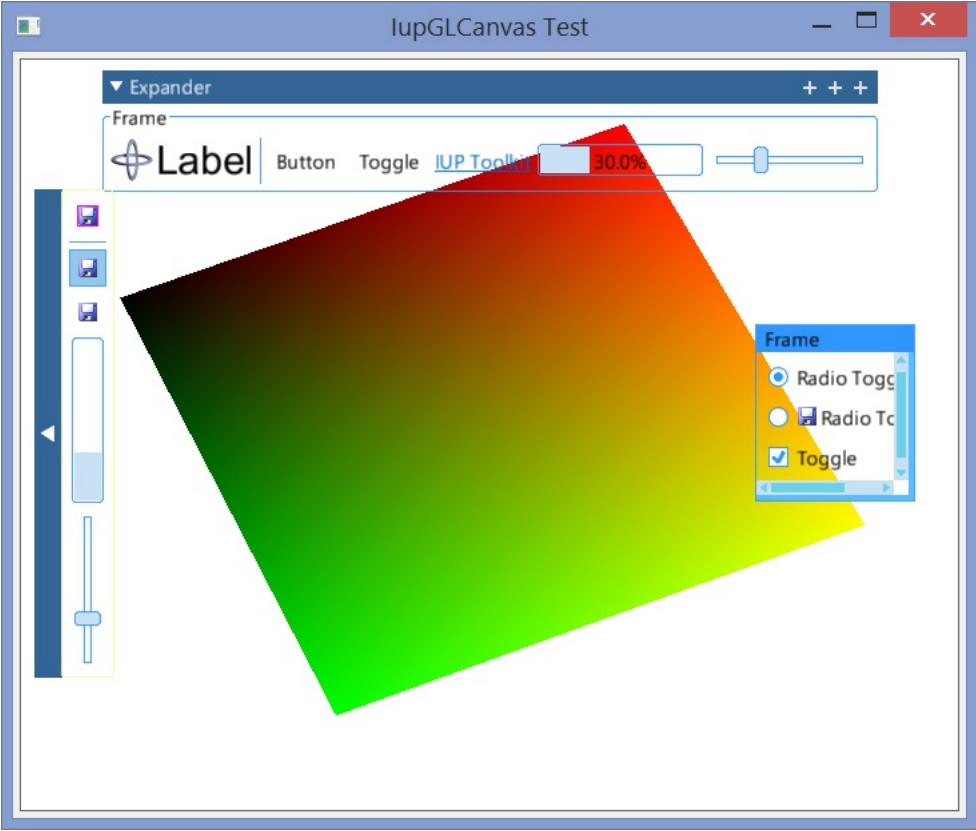 IupGLCanvas Test
Expander
Frame
Label Button Toggle IUP Toolkit 30.0%
Frame
Radio Togg
Radio To
Toggle